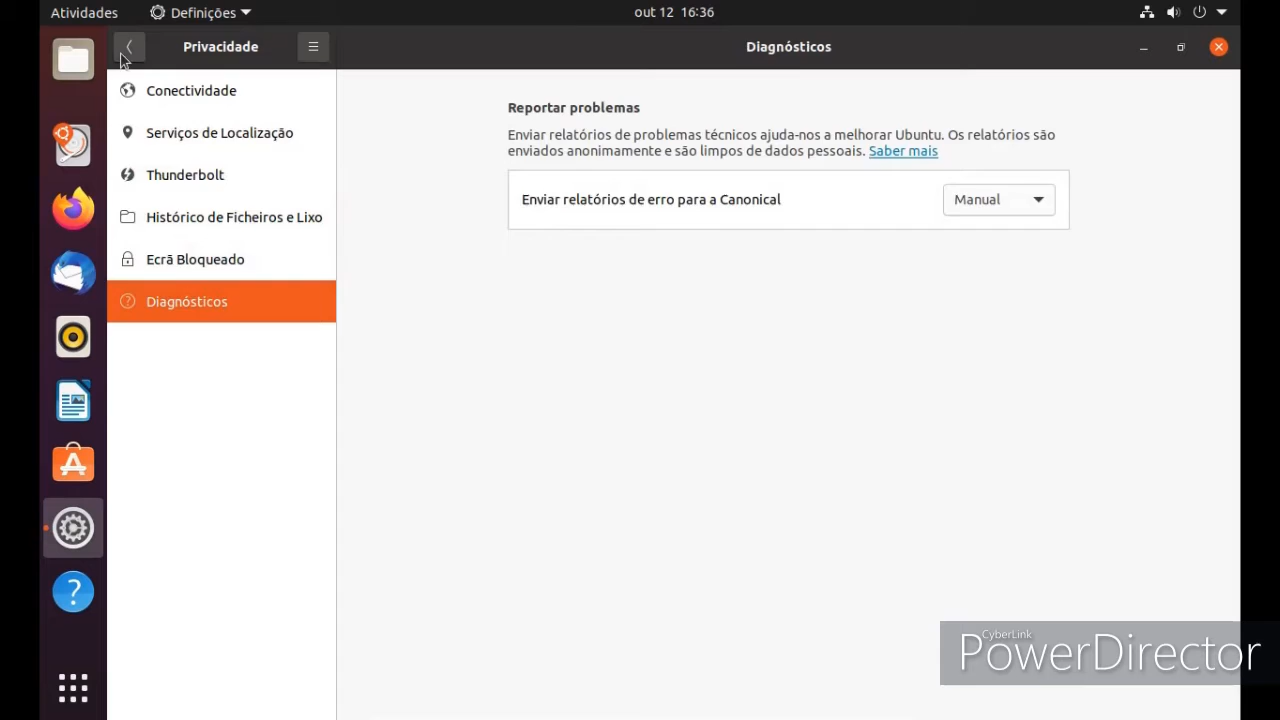 Atividades
Definições
out 12 16:36
Privacidade
Diagnósticos
Conectividade
Serviços de Localização
Thunderbolt
Histórico de Ficheiros e Lixo
Ecrã Bloqueado
Diagnósticos
Reportar problemas
Enviar relatórios de problemas técnicos ajuda-nos a melhorar Ubuntu. Os relatórios são
enviados anonimamente e são limpos de dados pessoais. Saber mais
Enviar relatórios de erro para a Canonical
Manual
CyberLink
PowerDirector